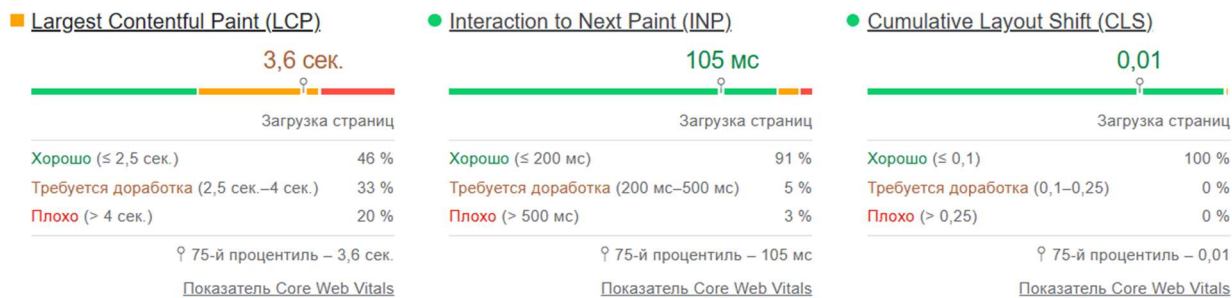 Largest Contentful Paint (LCP)
3,6 сек.
Загрузка страниц
Хорошо (≤ 2,5 сек.) 46 %
Требуется доработка (2,5 сек.–4 сек.) 33 %
Плохо (> 4 сек.) 20 %
75-й процентиль – 3,6 сек.
Показатель Core Web Vitals
Interaction to Next Paint (INP)
105 мс
Загрузка страниц
Хорошо (≤ 200 мс) 91 %
Требуется доработка (200 мс–500 мс) 5 %
Плохо (> 500 мс) 3 %
75-й процентиль – 105 мс
Показатель Core Web Vitals
Cumulative Layout Shift (CLS)
0,01
Загрузка страниц
Хорошо (≤ 0,1) 100 %
Требуется доработка (0,1–0,25) 0 %
Плохо (> 0,25) 0 %
75-й процентиль – 0,01
Показатель Core Web Vitals